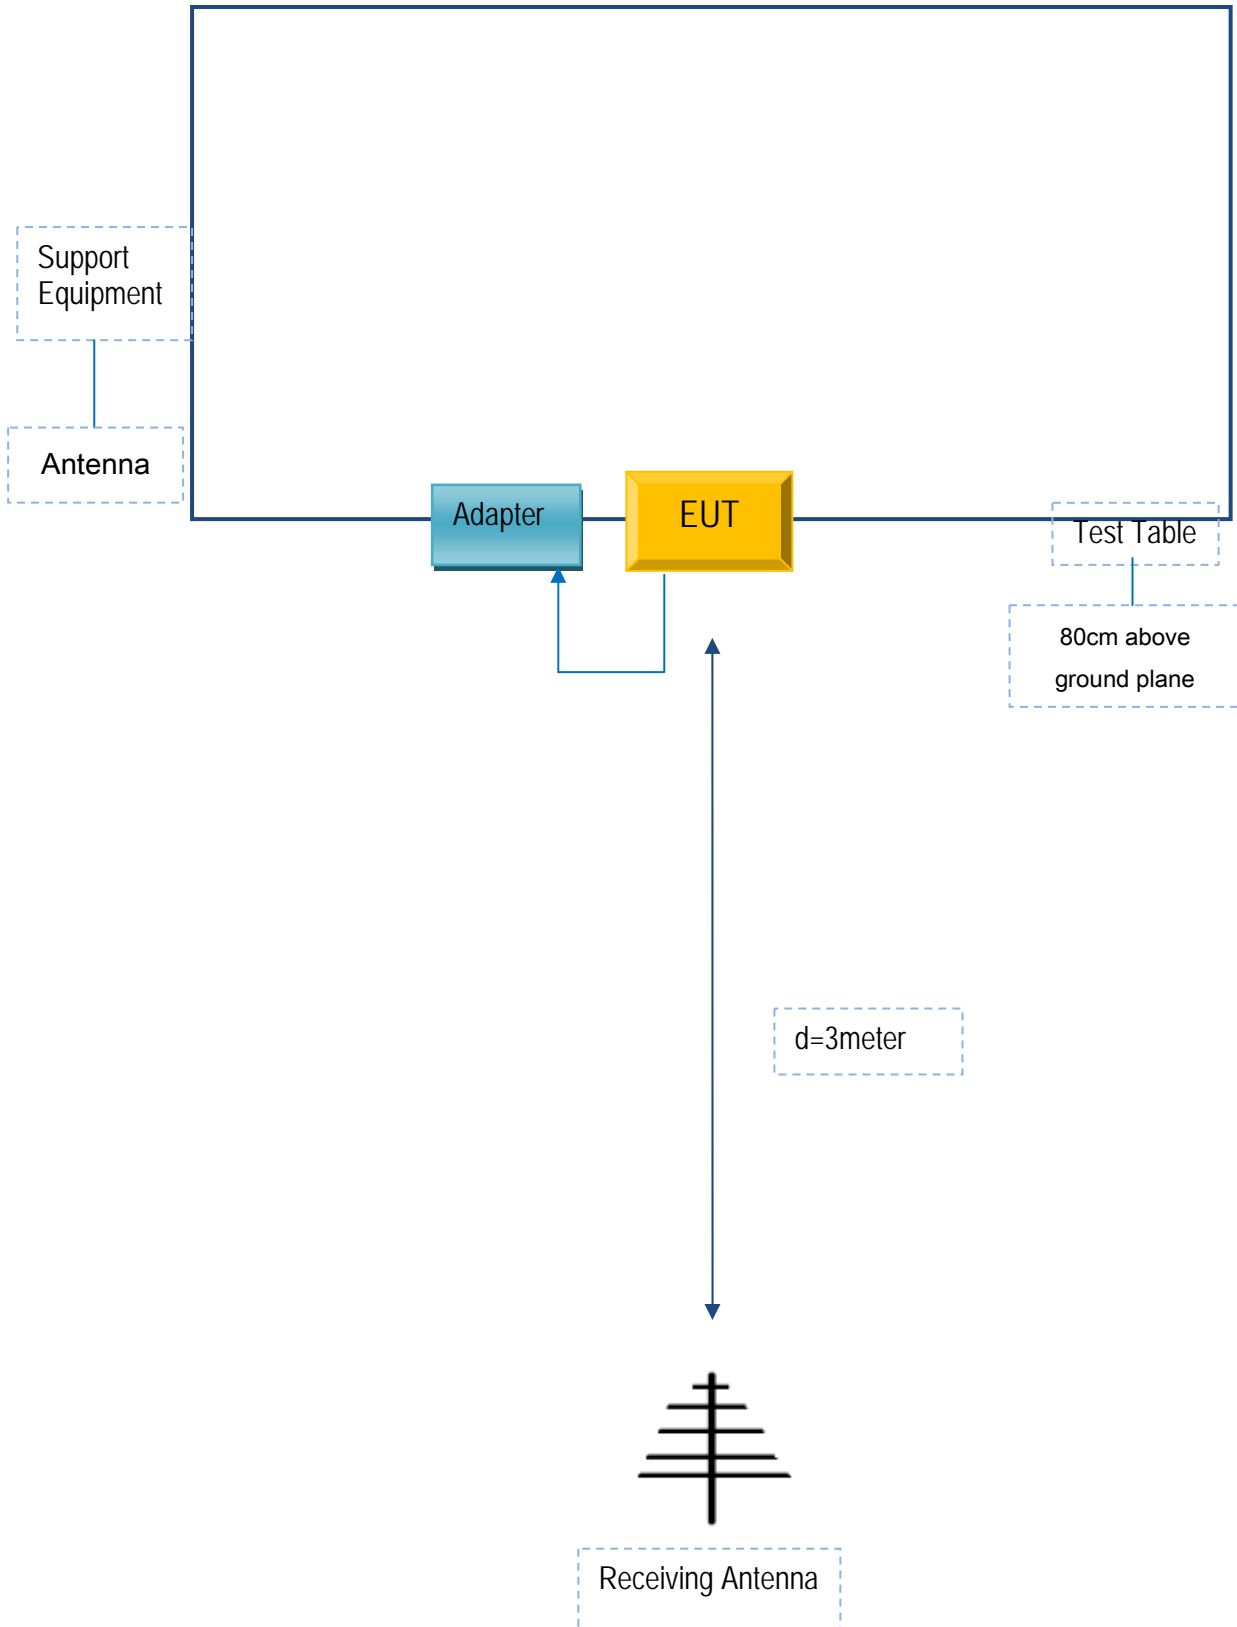 Support
Equipment
Antenna
Adapter
EUT
Test Table
80cm above
ground plane
d=3meter
Receiving Antenna